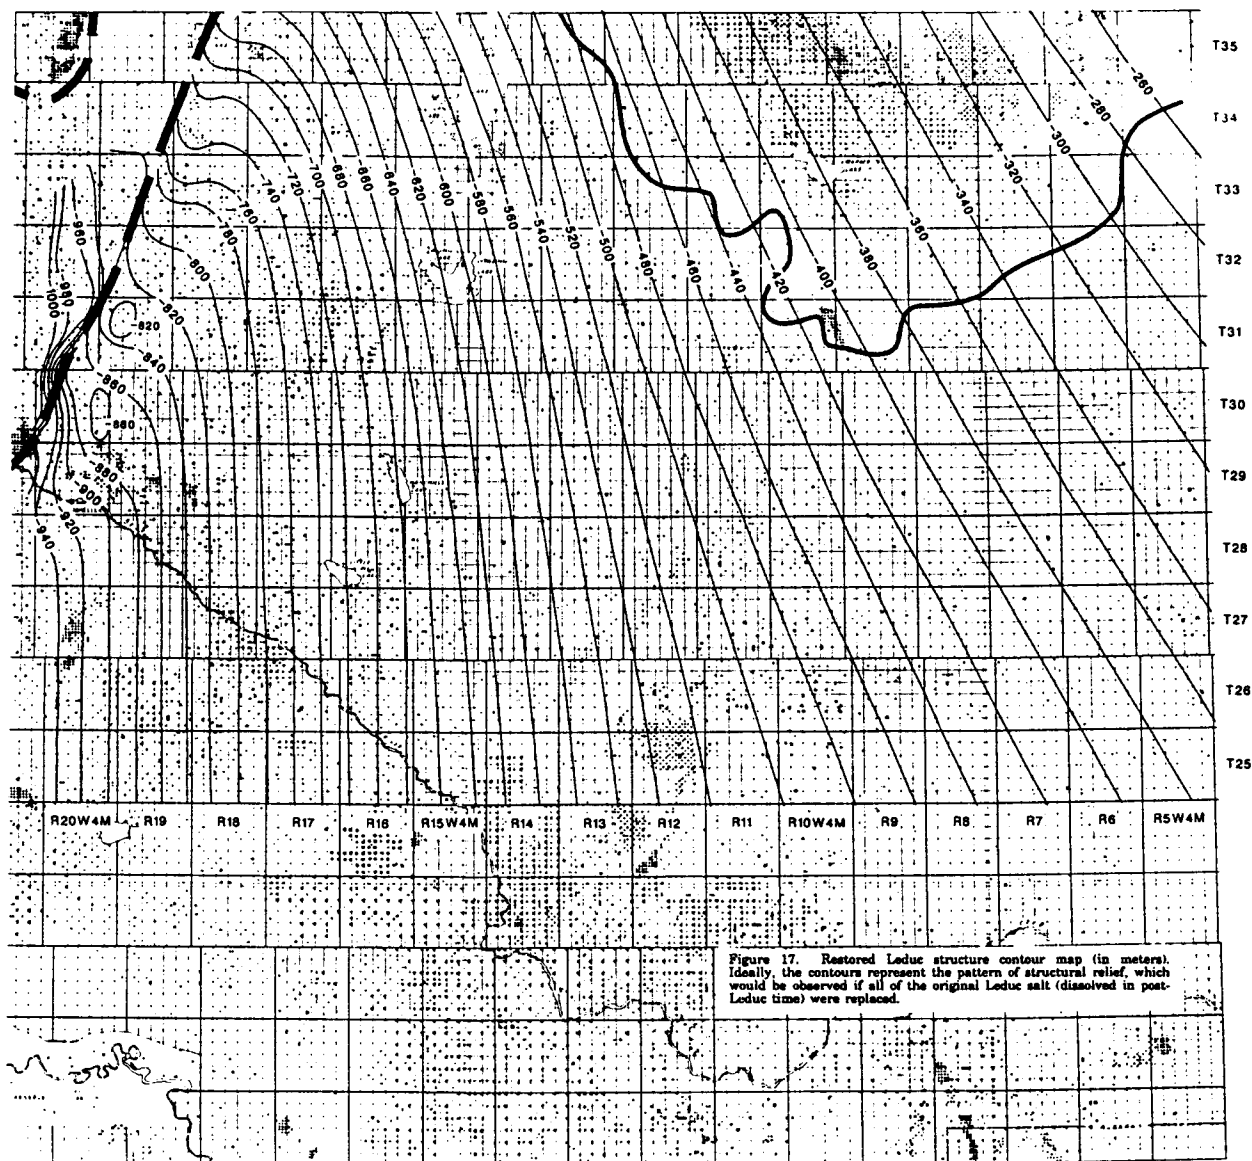 T35
T34
T33
T32
T31
T30
T29
T28
T27
T26
T25
-260
-280
-300
-320
-340
-360
-380
-400
-420
-440
-460
-480
-500
-520
-540
-560
-580
-600
-620
-640
-660
-680
-700
-720
-740
-760
-780
-800
-820
-840
-860
-880
-900
-920
-940
-960
-980
-1000
-820
-860
R20W4M R19 R18 R17 R16 R15W4M R14 R13 R12 R11 R10W4M R9 R8 R7 R6 R5W4M
Figure 17. Restored Leduc structure contour map (in meters).
Ideally, the contours represent the pattern of structural relief, which
would be observed if all of the original Leduc salt (dissolved in post-
Leduc time) were replaced.